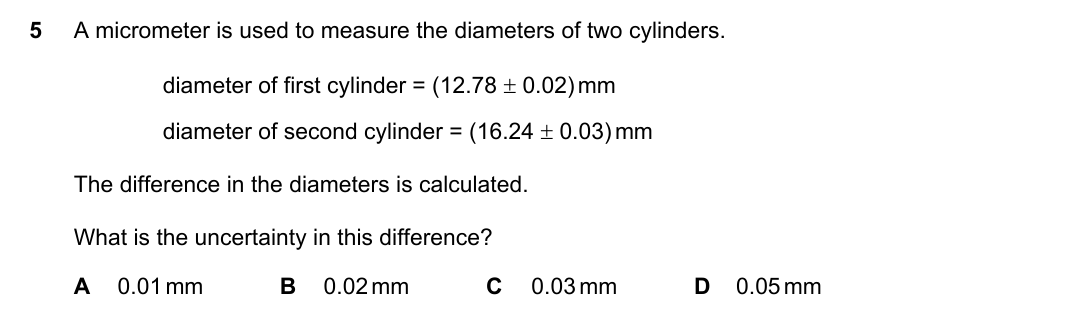 5 A micrometer is used to measure the diameters of two cylinders.
diameter of first cylinder = (12.78 ± 0.02) mm
diameter of second cylinder = (16.24 ± 0.03) mm
The difference in the diameters is calculated.
What is the uncertainty in this difference?
A 0.01 mm B 0.02 mm C 0.03 mm D 0.05 mm